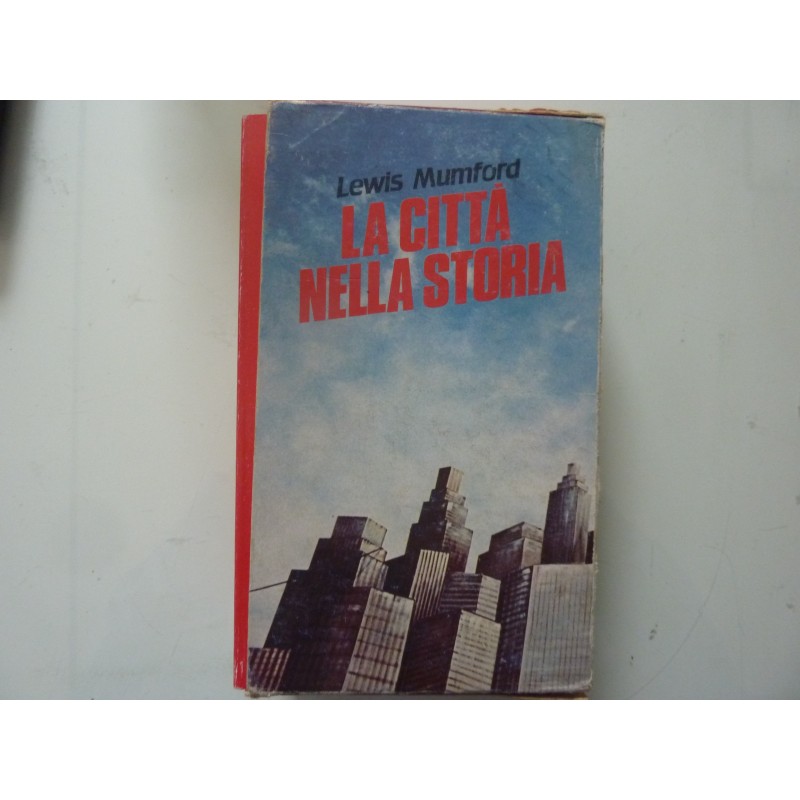 Lewis Mumford
LA CITTÀ
NELLA STORIA